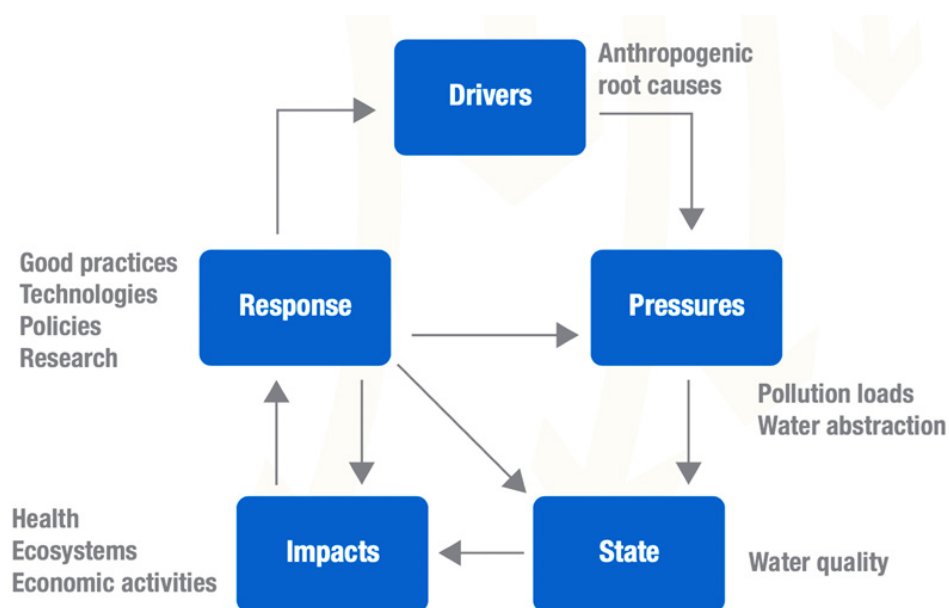 Drivers
Anthropogenic
root causes
Good practices
Technologies
Policies
Research
Response
Pressures
Pollution loads
Water abstraction
Health
Ecosystems
Economic activities
Impacts
State
Water quality